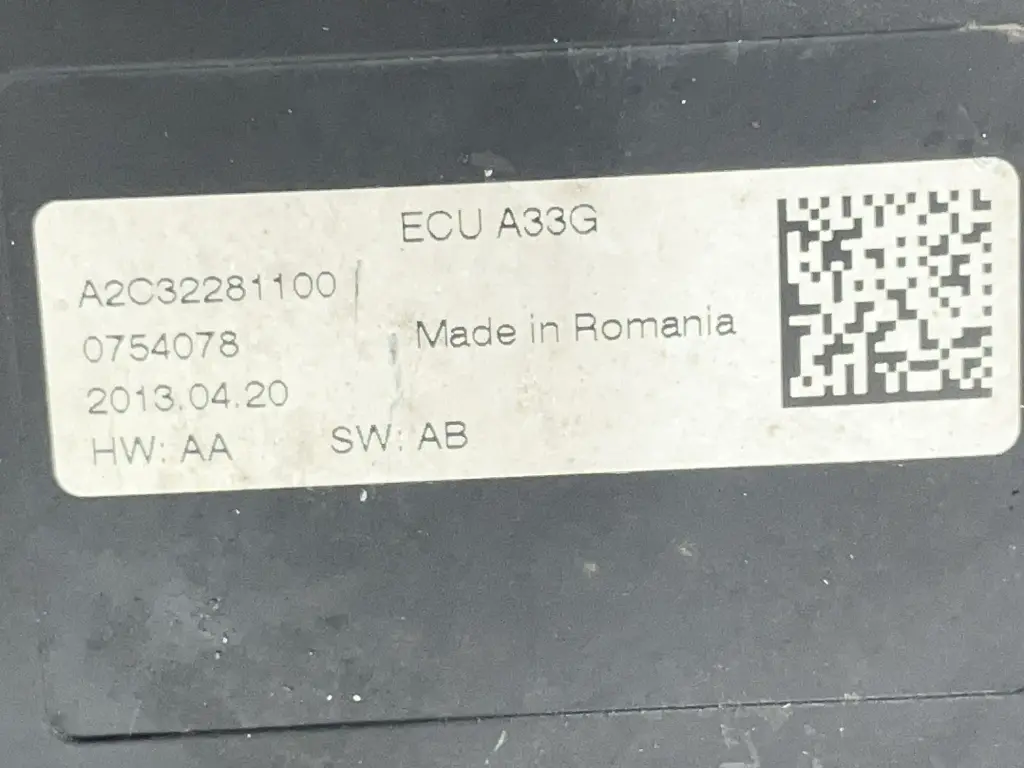 ECU A33G
A2C32281100
0754078
Made in Romania
2013.04.20
HW: AA SW: AB